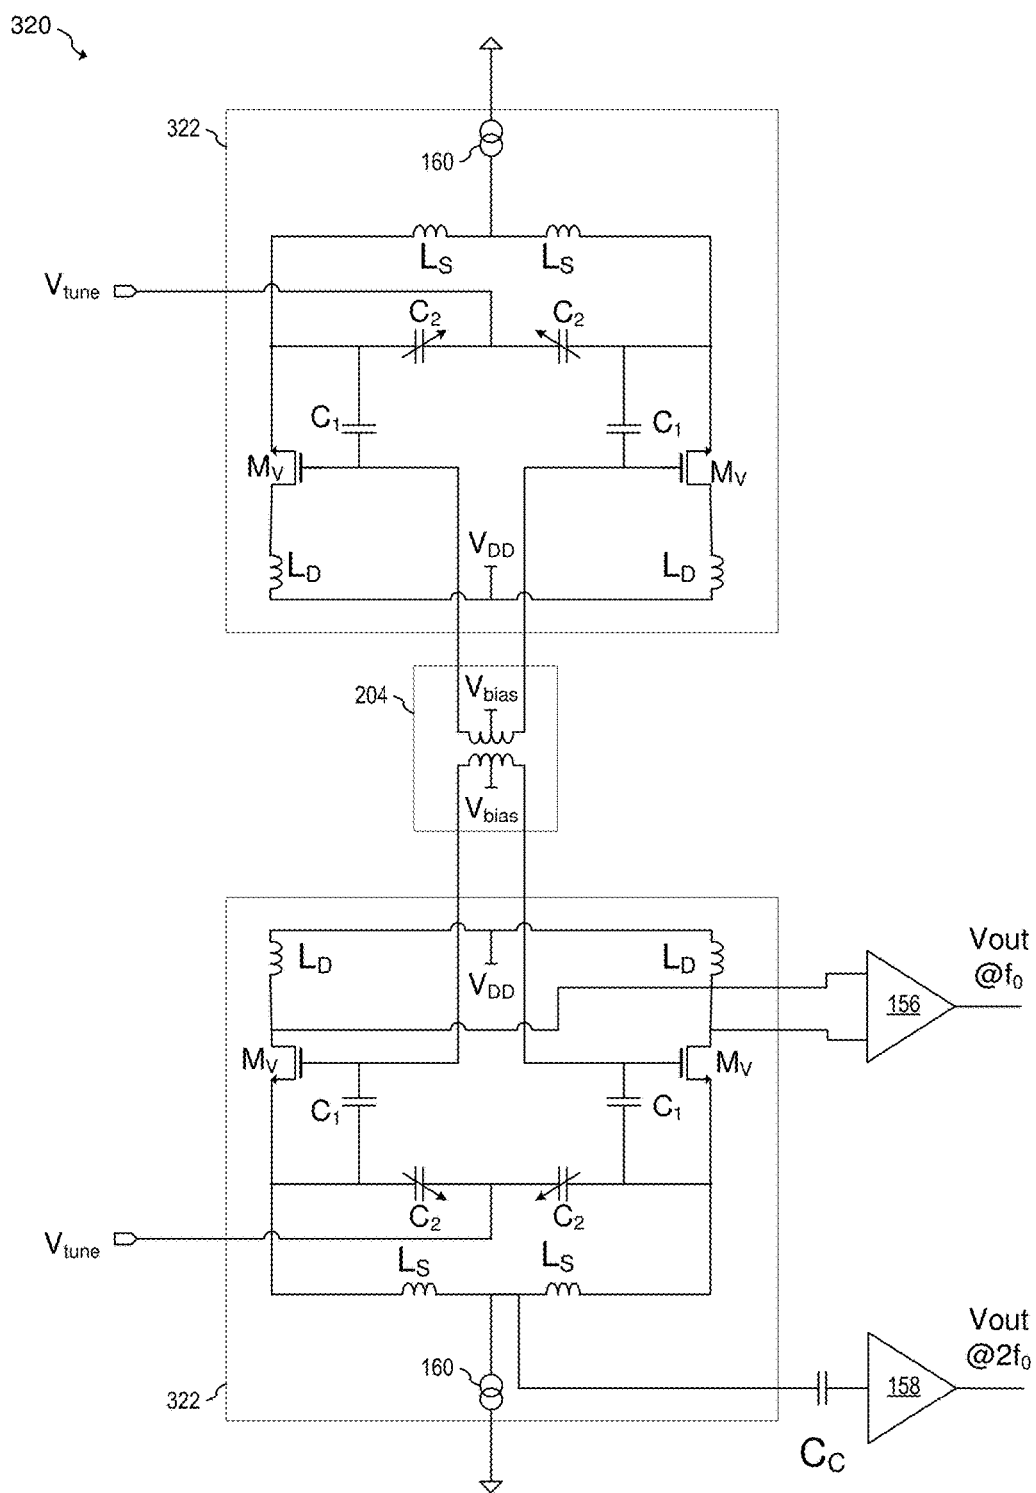 320
322
160
L_S L_S
V_tune
C_2 C_2
C_1 C_1
M_V M_V
V_DD
L_D L_D
204
V_bias
V_bias
L_D L_D
V_DD
Vout
@f_0
156
M_V M_V
C_1 C_1
C_2 C_2
V_tune
L_S L_S
Vout
@2f_0
160
158
322
C_C